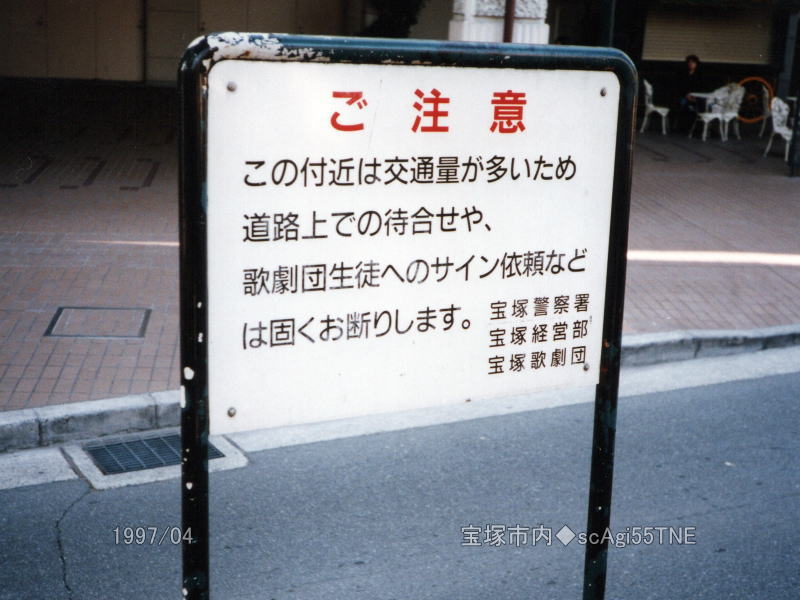 ご注意
この付近は交通量が多いため
道路上での待合せや、
歌劇団生徒へのサイン依頼など
は固くお断りします。
宝塚警察署
宝塚経営部
宝塚歌劇団
1997/04
宝塚市内◆scAgi55TNE